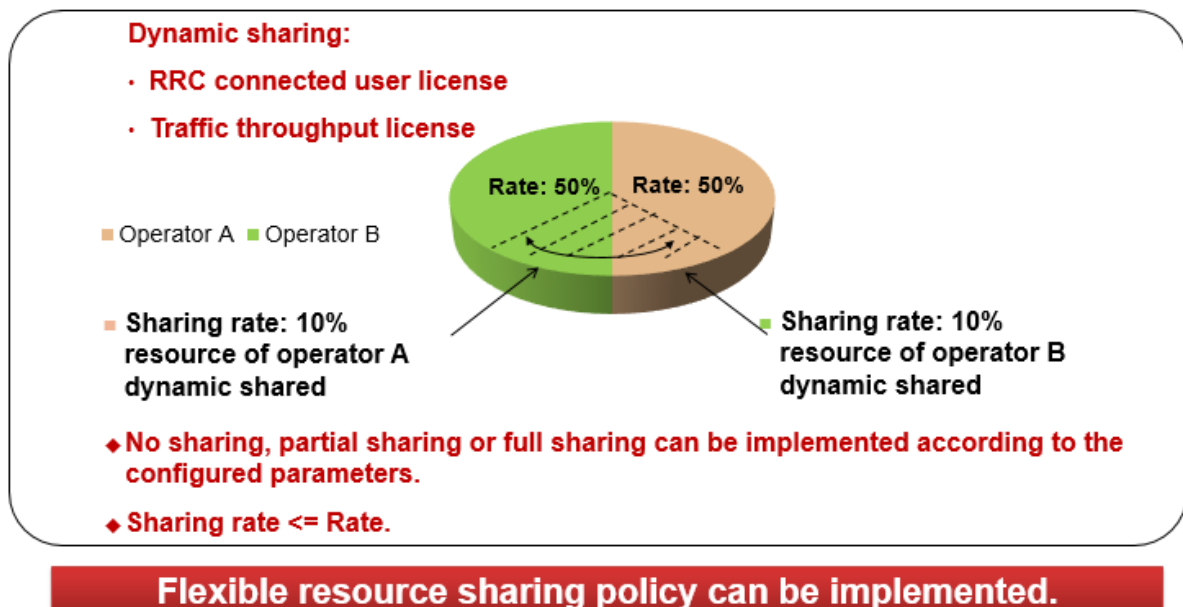 Dynamic sharing:
· RRC connected user license
· Traffic throughput license
Rate: 50%
Rate: 50%
Operator A
Operator B
Sharing rate: 10%
resource of operator A
dynamic shared
Sharing rate: 10%
resource of operator B
dynamic shared
◆ No sharing, partial sharing or full sharing can be implemented according to the
configured parameters.
◆ Sharing rate <= Rate.
Flexible resource sharing policy can be implemented.